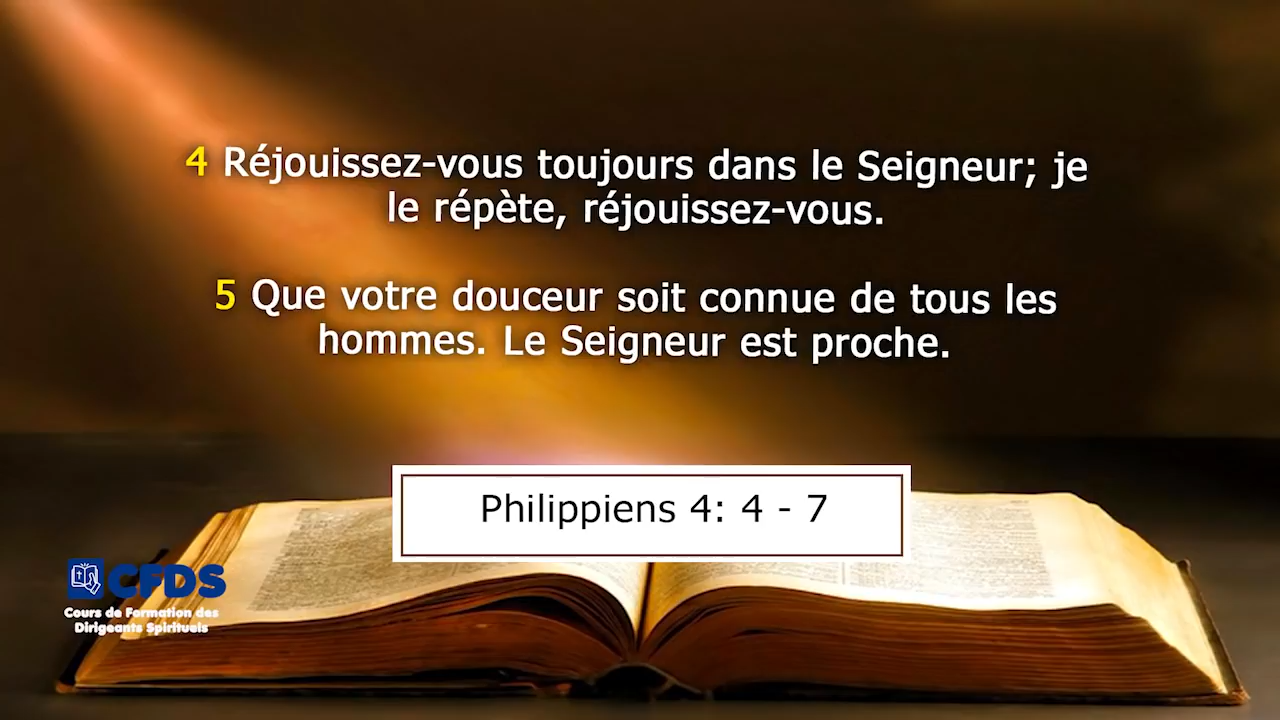 4 Réjouissez-vous toujours dans le Seigneur; je
le répète, réjouissez-vous.
5 Que votre douceur soit connue de tous les
hommes. Le Seigneur est proche.
Philippiens 4: 4 - 7
CFDS
Cours de Formation des
Dirigeants Spirituels